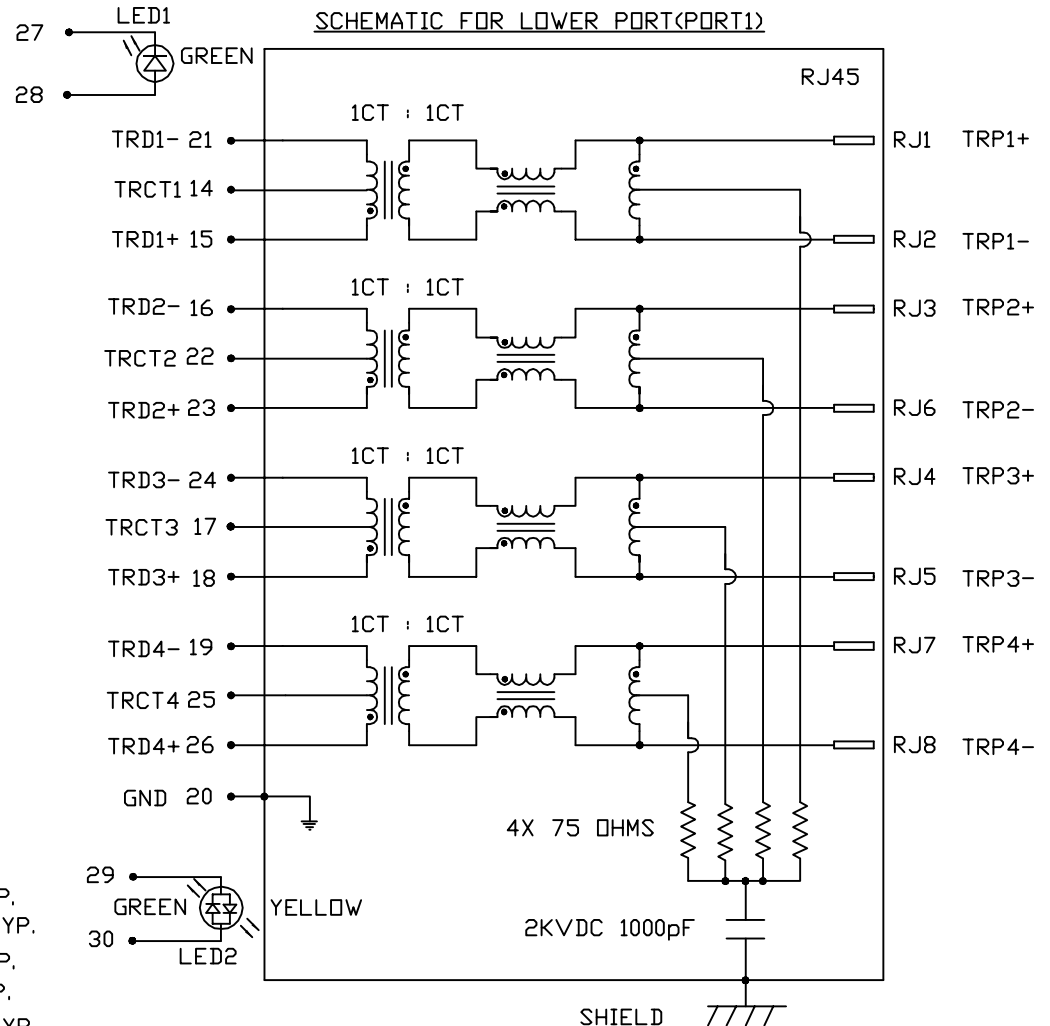 LED1
SCHEMATIC FOR LOWER PORT(PORT1)
27
GREEN
RJ45
28
1CT : 1CT
TRD1- 21
RJ1 TRP1+
TRCT1 14
TRD1+ 15
RJ2 TRP1-
1CT : 1CT
TRD2- 16
RJ3 TRP2+
TRCT2 22
TRD2+ 23
RJ6 TRP2-
1CT : 1CT
TRD3- 24
RJ4 TRP3+
TRCT3 17
TRD3+ 18
RJ5 TRP3-
1CT : 1CT
TRD4- 19
RJ7 TRP4+
TRCT4 25
TRD4+ 26
RJ8 TRP4-
GND 20
4X 75 OHMS
29
P.
GREEN YELLOW
YP.
2KVDC 1000pF
30
LED2
P.
P.
SHIELD
YP.